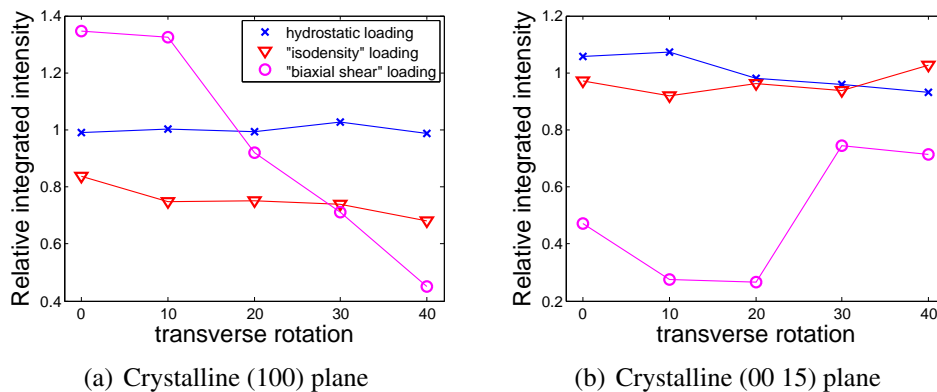 1.4
1.2
1
0.8
0.6
0.4
Relative integrated intensity
hydrostatic loading
"isodensity" loading
"biaxial shear" loading
0 10 20 30 40
transverse rotation
(a) Crystalline (100) plane
1.2
1
0.8
0.6
0.4
0.2
Relative integrated intensity
0 10 20 30 40
transverse rotation
(b) Crystalline (00 15) plane